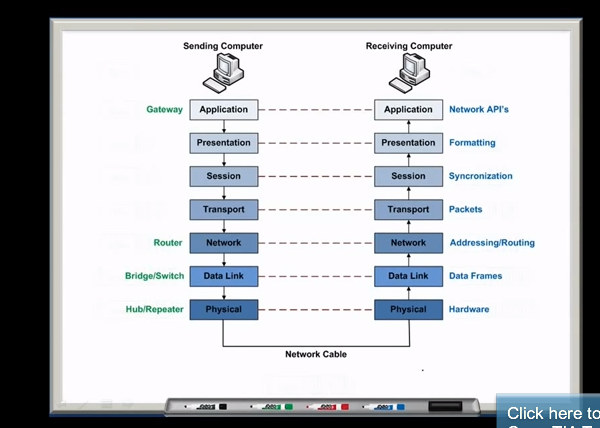 Sending Computer Receiving Computer
Gateway Application Application Network API's
Presentation Presentation Formatting
Session Session Syncronization
Transport Transport Packets
Router Network Network Addressing/Routing
Bridge/Switch Data Link Data Link Data Frames
Hub/Repeater Physical Physical Hardware
Network Cable
Click here to